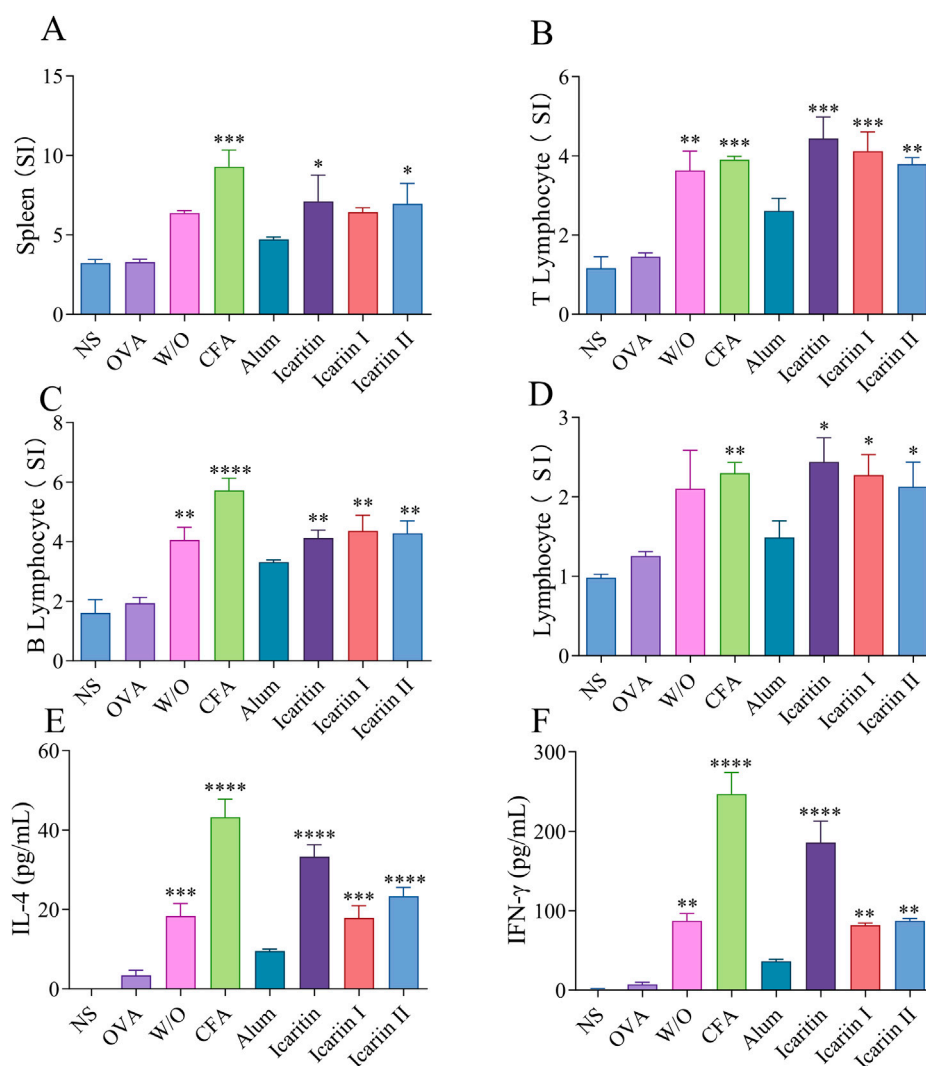 A
Spleen (SI)
15
10
5
0
***
*
*
NS
OVA
W/O
CFA
Alum
Icaritin
Icariin I
Icariin II
B
T Lymphocyte ( SI)
6
4
2
0
**
***
***
***
**
NS
OVA
W/O
CFA
Alum
Icaritin
Icariin I
Icariin II
C
B Lymphocyte ( SI)
8
6
4
2
0
**
****
**
**
**
NS
OVA
W/O
CFA
Alum
Icaritin
Icariin I
Icariin II
D
Lymphocyte ( SI)
3
2
1
0
**
*
*
*
NS
OVA
W/O
CFA
Alum
Icaritin
Icariin I
Icariin II
E
IL-4 (pg/mL)
60
40
20
0
***
****
****
***
****
NS
OVA
W/O
CFA
Alum
Icaritin
Icariin I
Icariin II
F
IFN-γ (pg/mL)
300
200
100
0
**
****
****
**
**
NS
OVA
W/O
CFA
Alum
Icaritin
Icariin I
Icariin II